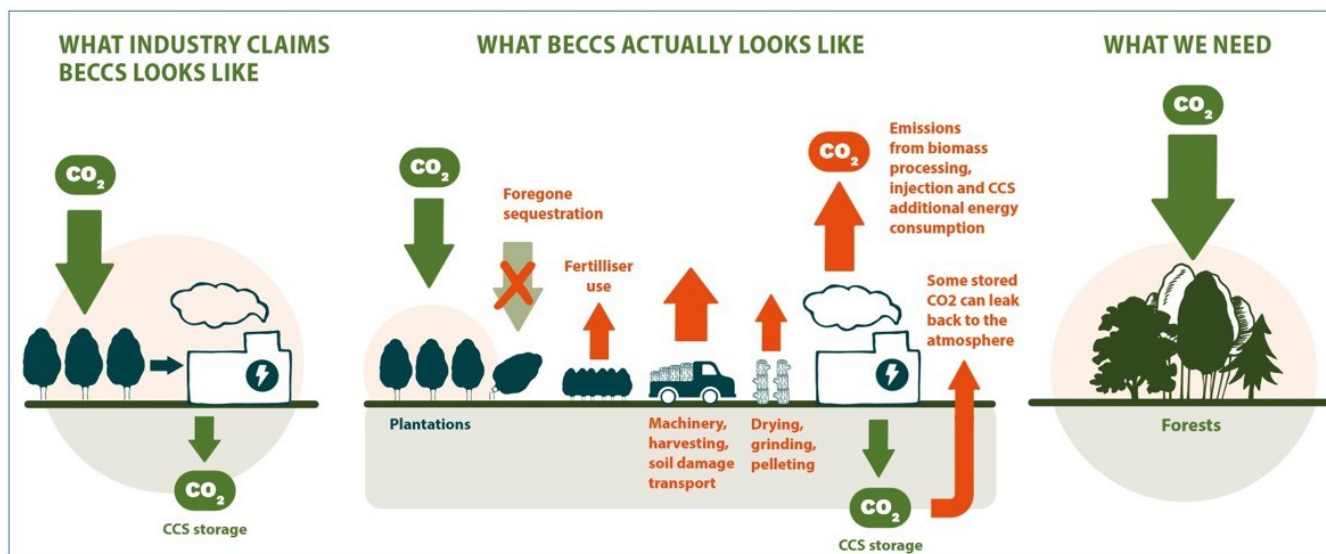 WHAT INDUSTRY CLAIMS
BECCS LOOKS LIKE
CO₂
CCS storage
CO₂
WHAT BECCS ACTUALLY LOOKS LIKE
CO₂
Foregone
sequestration
Fertilliser
use
Plantations
Machinery,
harvesting,
soil damage
transport
Drying,
grinding,
pelleting
CO₂
Emissions
from biomass
processing,
injection and CCS
additional energy
consumption
Some stored
CO2 can leak
back to the
atmosphere
CO₂
CCS storage
WHAT WE NEED
CO₂
Forests